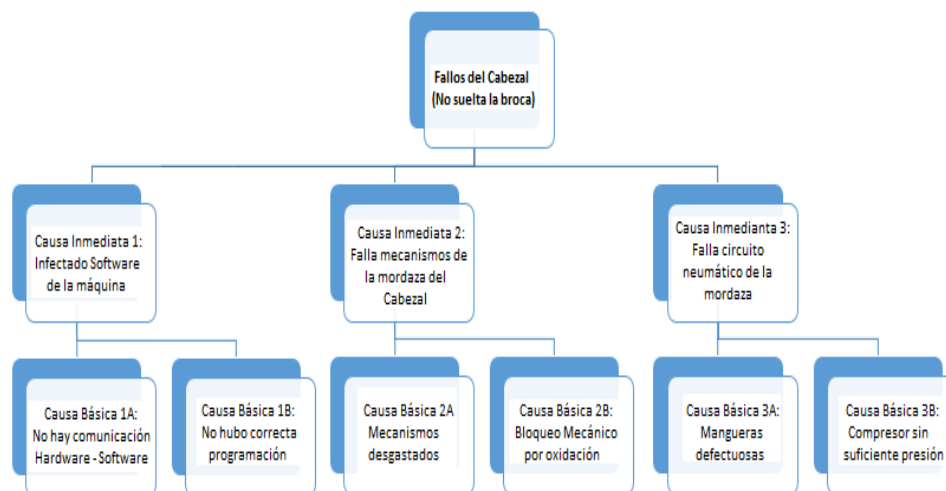 Fallos del Cabezal
(No suelta la broca)
Causa Inmediata 1:
Infectado Software
de la máquina
Causa Inmediata 2:
Falla mecanismos de
la mordaza del
Cabezal
Causa Inmedianta 3:
Falla circuito
neumático de la
mordaza
Causa Básica 1A:
No hay comunicación
Hardware - Software
Causa Básica 1B:
No hubo correcta
programación
Causa Básica 2A
Mecanismos
desgastados
Causa Básica 2B:
Bloqueo Mecánico
por oxidación
Causa Básica 3A:
Mangueras
defectuosas
Causa Básica 3B:
Compresor sin
suficiente presión